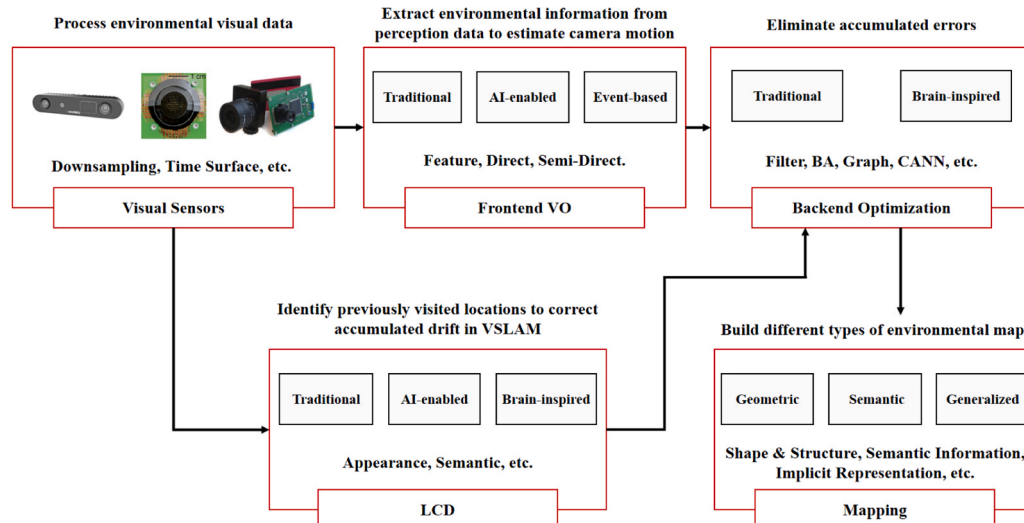 Process environmental visual data
1 cm
Downsampling, Time Surface, etc.
Visual Sensors
Extract environmental information from
perception data to estimate camera motion
Traditional
AI-enabled
Event-based
Feature, Direct, Semi-Direct.
Frontend VO
Eliminate accumulated errors
Traditional
Brain-inspired
Filter, BA, Graph, CANN, etc.
Backend Optimization
Identify previously visited locations to correct
accumulated drift in VSLAM
Traditional
AI-enabled
Brain-inspired
Appearance, Semantic, etc.
LCD
Build different types of environmental map
Geometric
Semantic
Generalized
Shape & Structure, Semantic Information,
Implicit Representation, etc.
Mapping